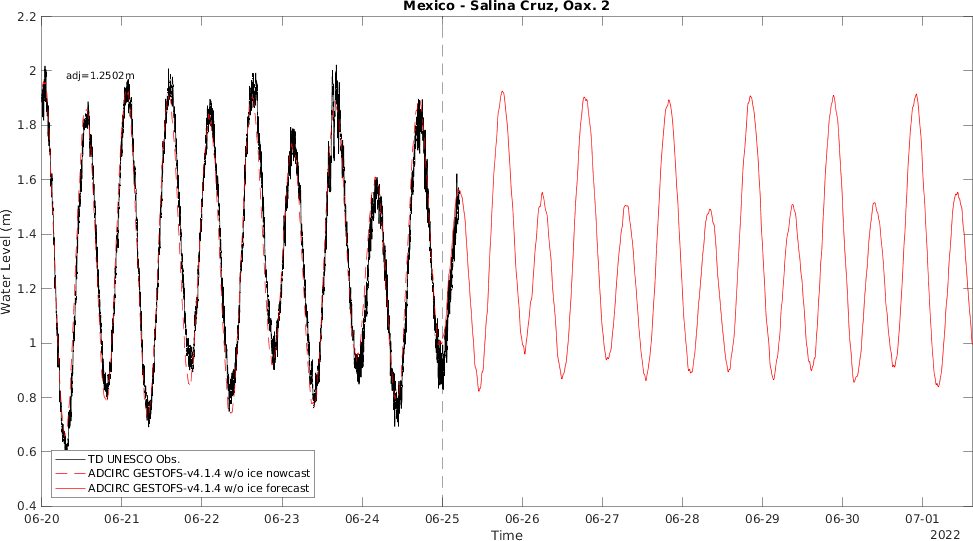 Mexico - Salina Cruz, Oax. 2
2.2
2
1.8
1.6
1.4
1.2
1
0.8
0.6
0.4
Water Level (m)
adj=1.2502m
TD UNESCO Obs.
ADCIRC GESTOFS-v4.1.4 w/o ice nowcast
ADCIRC GESTOFS-v4.1.4 w/o ice forecast
06-20 06-21 06-22 06-23 06-24 06-25 06-26 06-27 06-28 06-29 06-30 07-01
Time
2022